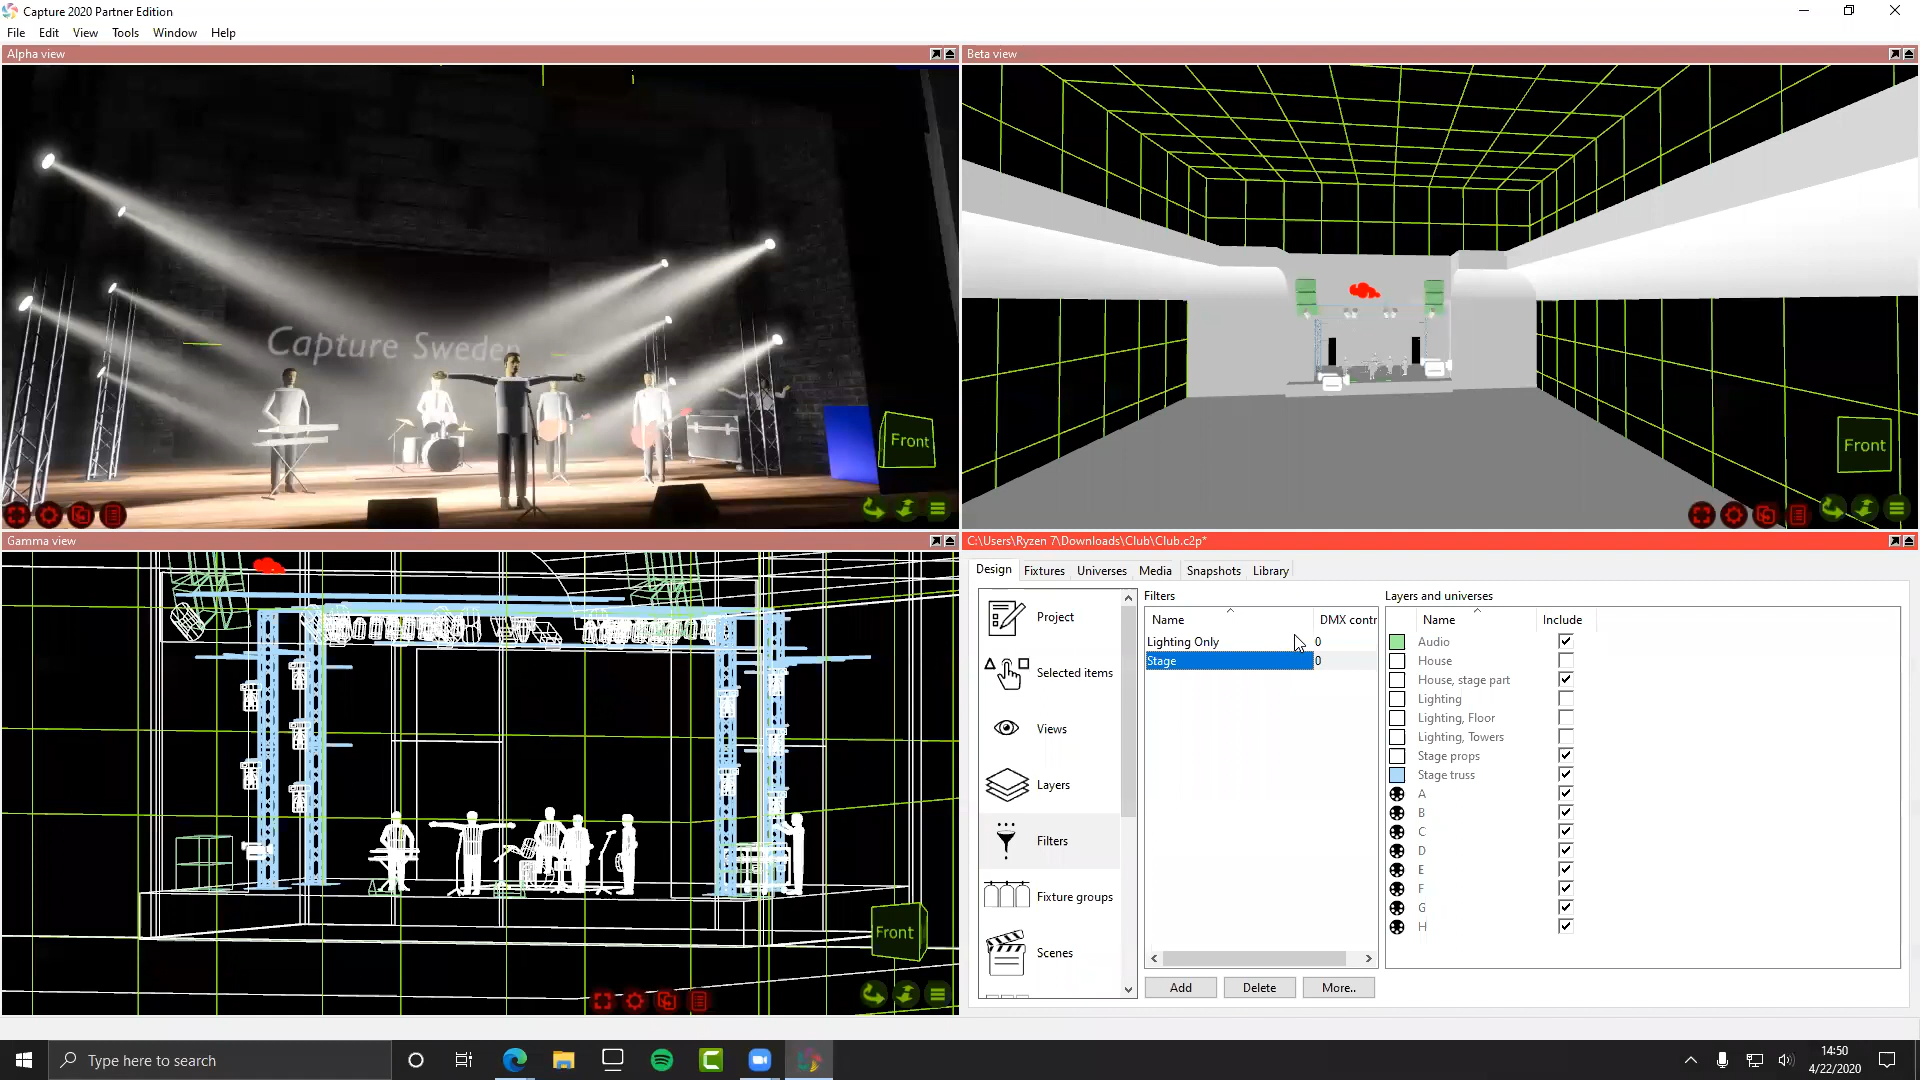 Capture 2020 Partner Edition
File Edit View Tools Window Help
Alpha view
Beta view
Capture Sweden
Front
Front
Gamma view
Front
C:\Users\Ryzen 7\Downloads\Club\Club.c2p*
Design Fixtures Universes Media Snapshots Library
Project
Selected items
Views
Layers
Filters
Fixture groups
Scenes
Filters
Name DMX contr
Lighting Only 0
Stage 0
Add Delete More..
Layers and universes
Name Include
Audio
House
House, stage part
Lighting
Lighting, Floor
Lighting, Towers
Stage props
Stage truss
A
B
C
D
E
F
G
H
Type here to search
14:50
4/22/2020